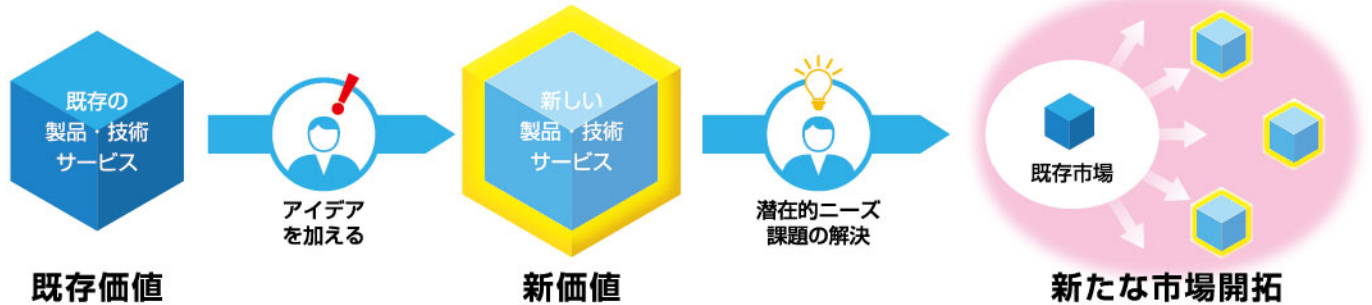 既存の
製品・技術
サービス
アイデア
を加える
新しい
製品・技術
サービス
潜在的ニーズ
課題の解決
既存市場
既存価値
新価値
新たな市場開拓